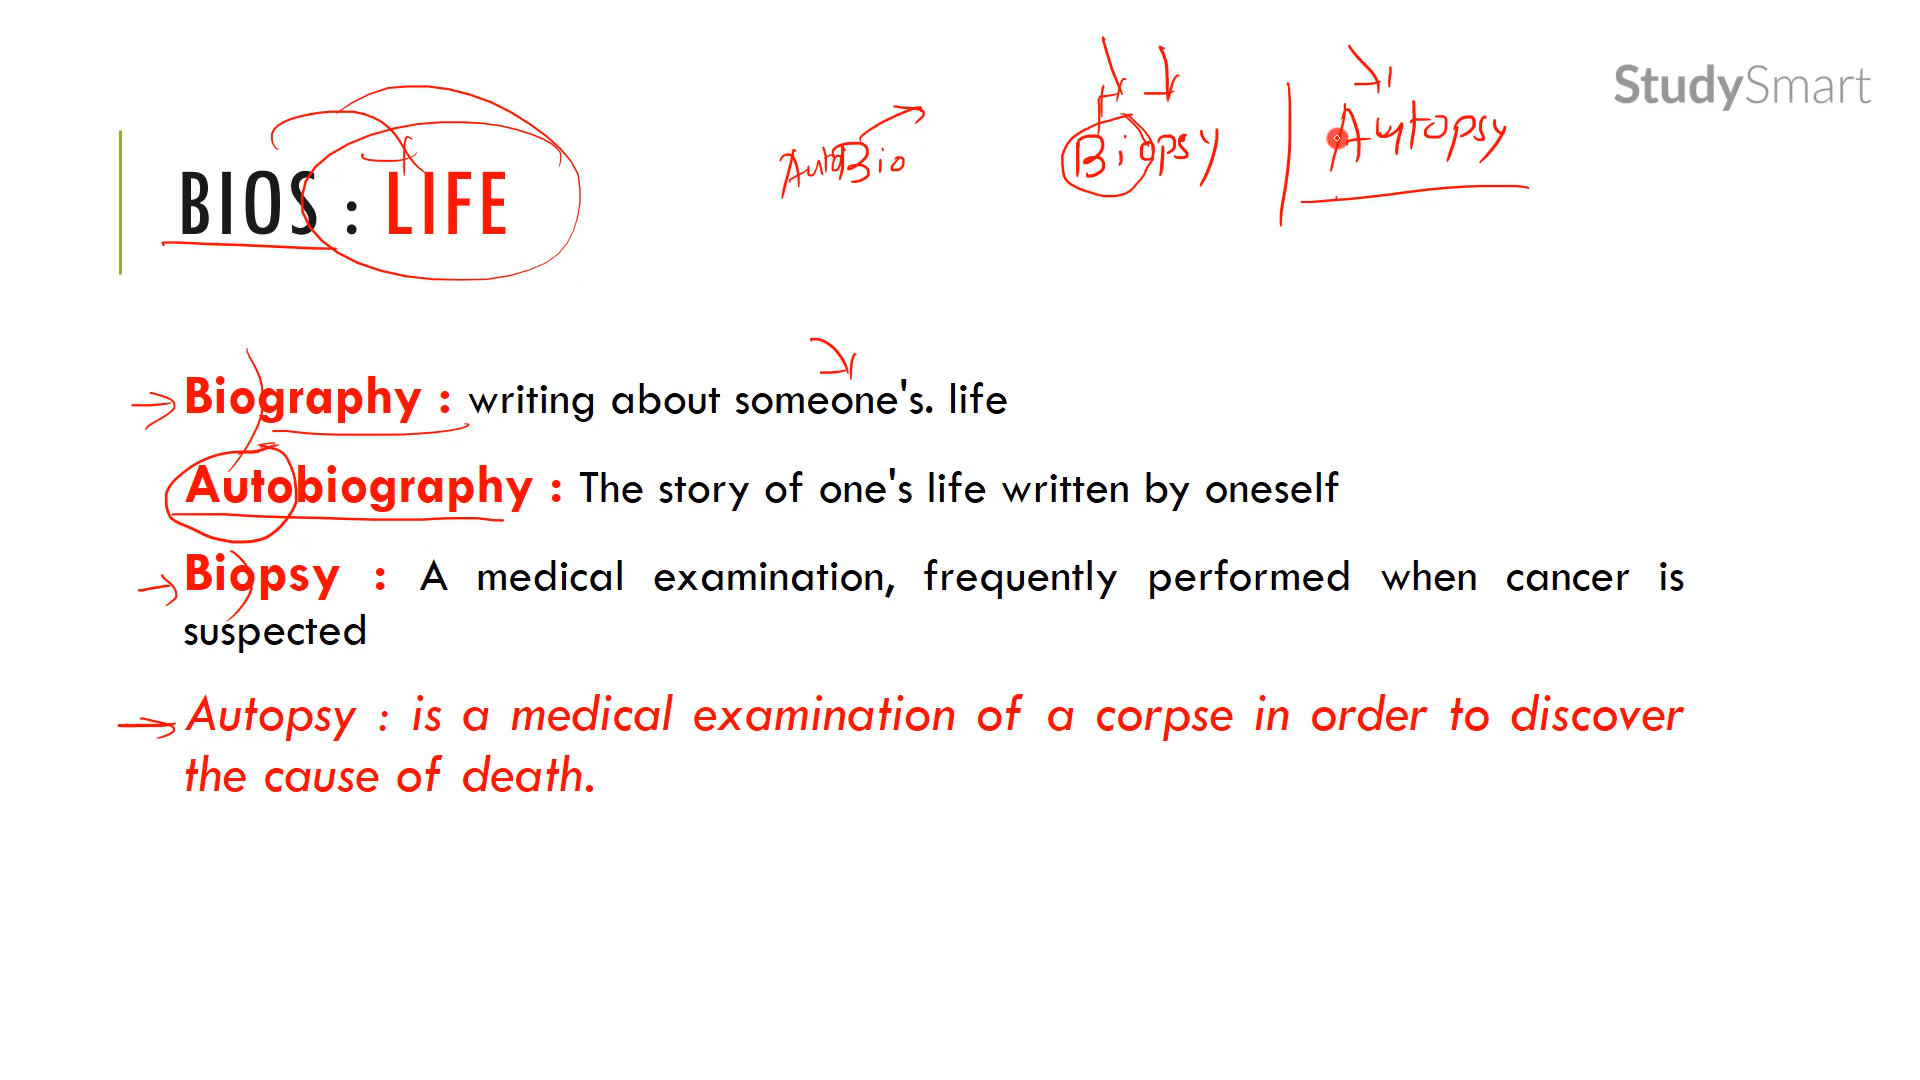 StudySmart
AutoBio
Biopsy
Autopsy
BIOS : LIFE
Biography : writing about someone's. life
Autobiography : The story of one's life written by oneself
Biopsy : A medical examination, frequently performed when cancer is
suspected
Autopsy : is a medical examination of a corpse in order to discover
the cause of death.